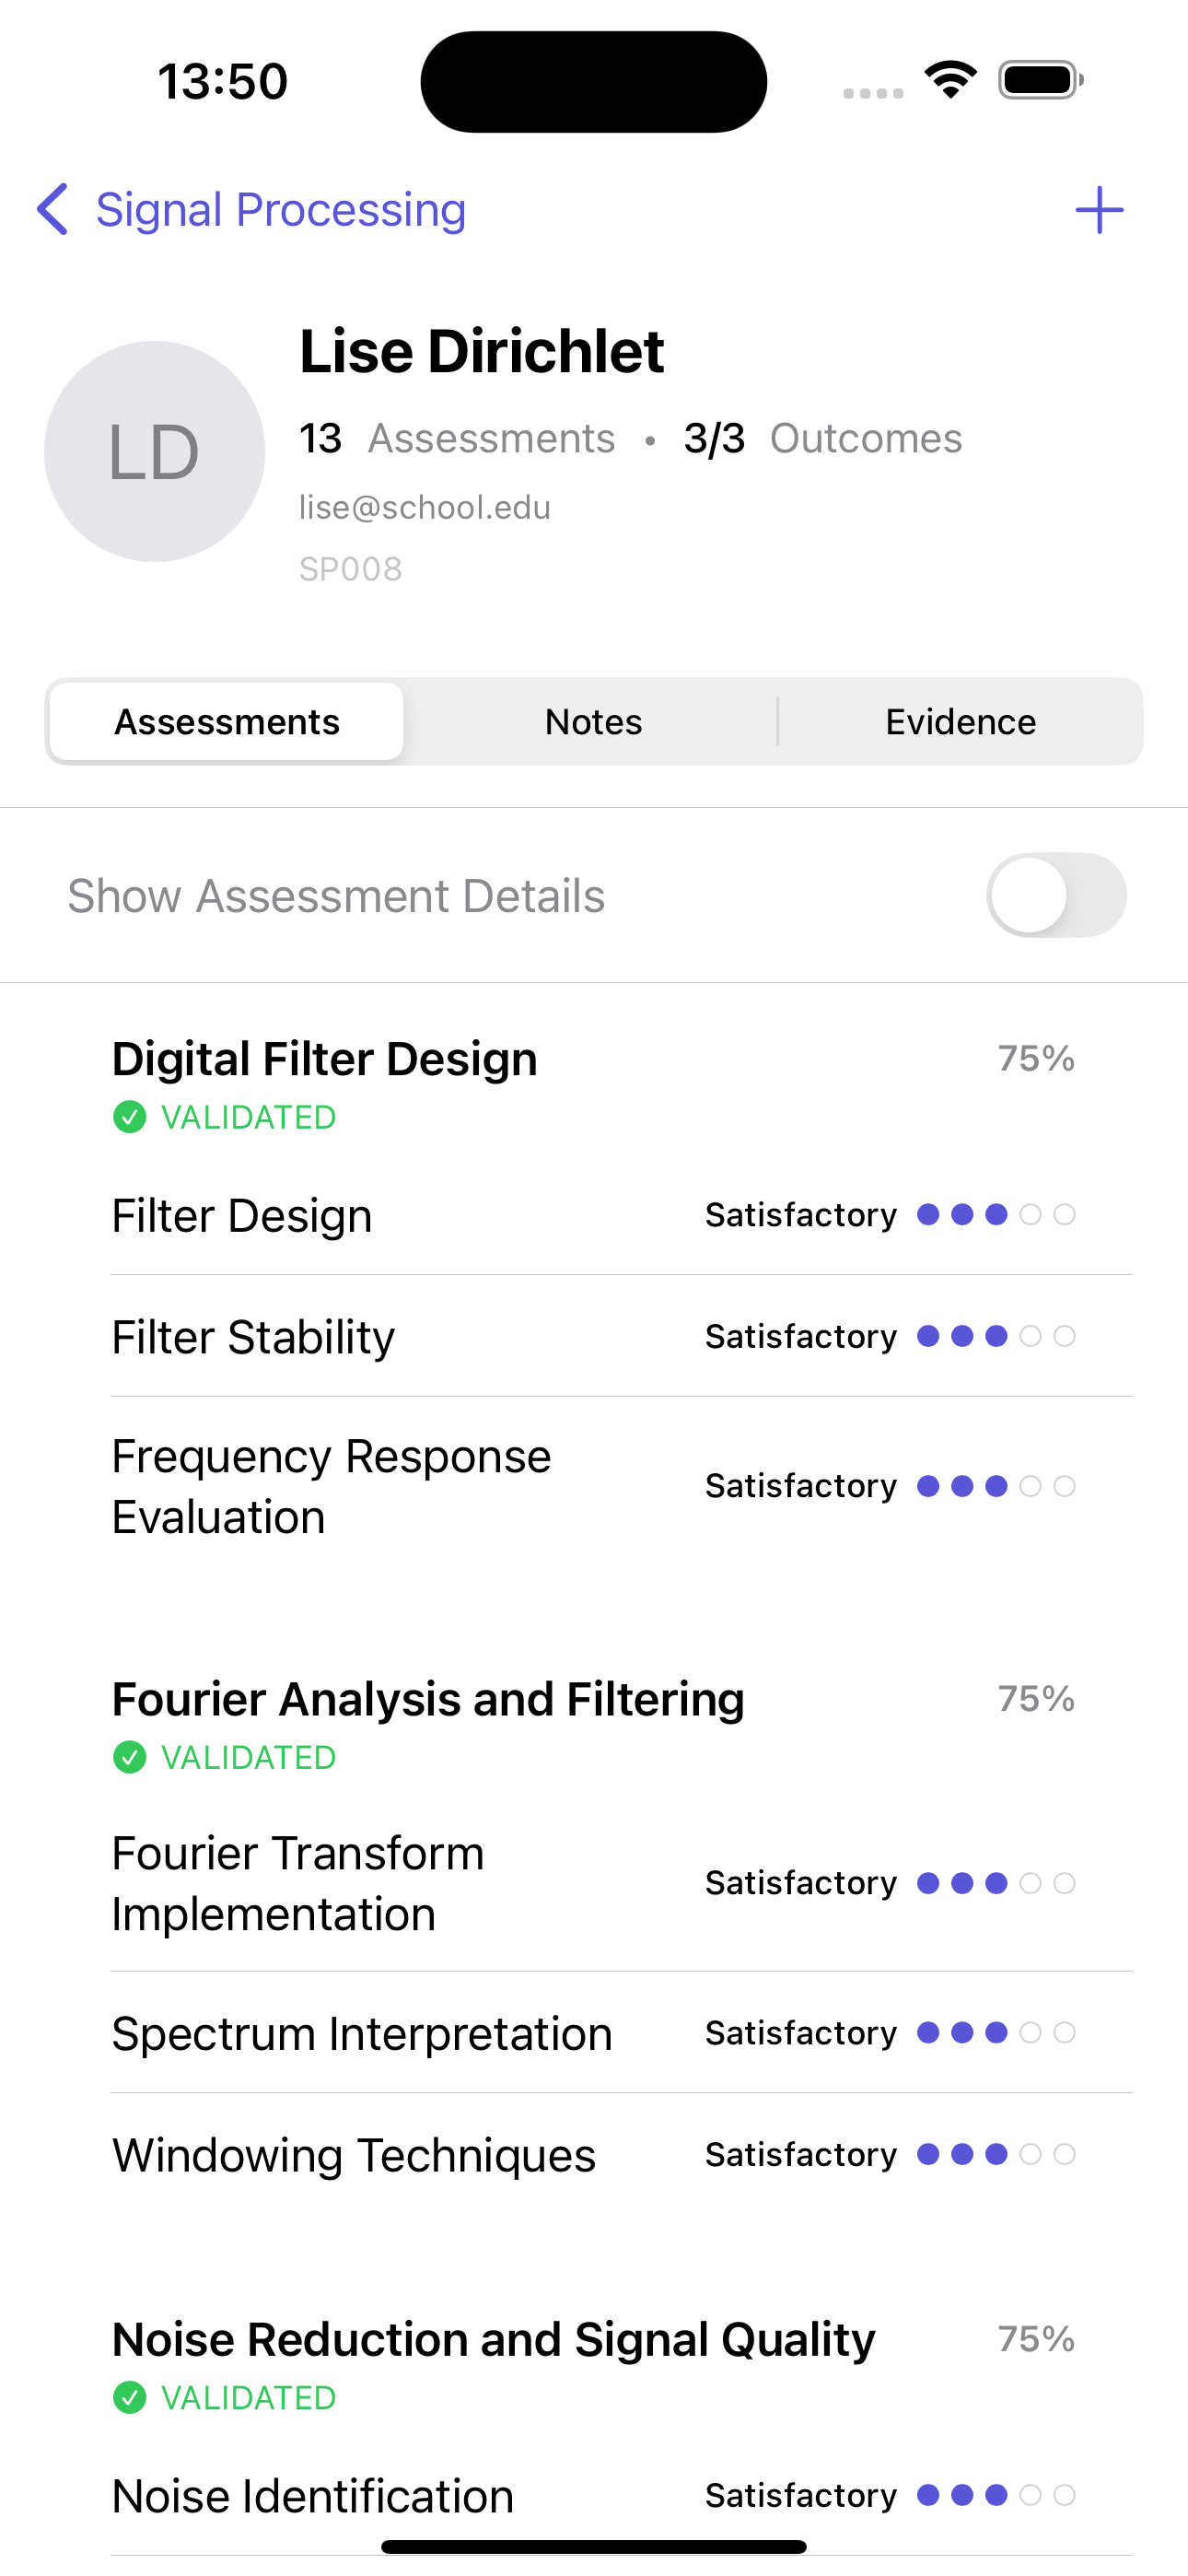 13:50
Signal Processing
LD
Lise Dirichlet
13 Assessments • 3/3 Outcomes
lise@school.edu
SP008
Assessments Notes Evidence
Show Assessment Details
Digital Filter Design 75%
VALIDATED
Filter Design Satisfactory
Filter Stability Satisfactory
Frequency Response
Evaluation
Satisfactory
Fourier Analysis and Filtering 75%
VALIDATED
Fourier Transform
Implementation
Satisfactory
Spectrum Interpretation Satisfactory
Windowing Techniques Satisfactory
Noise Reduction and Signal Quality 75%
VALIDATED
Noise Identification Satisfactory